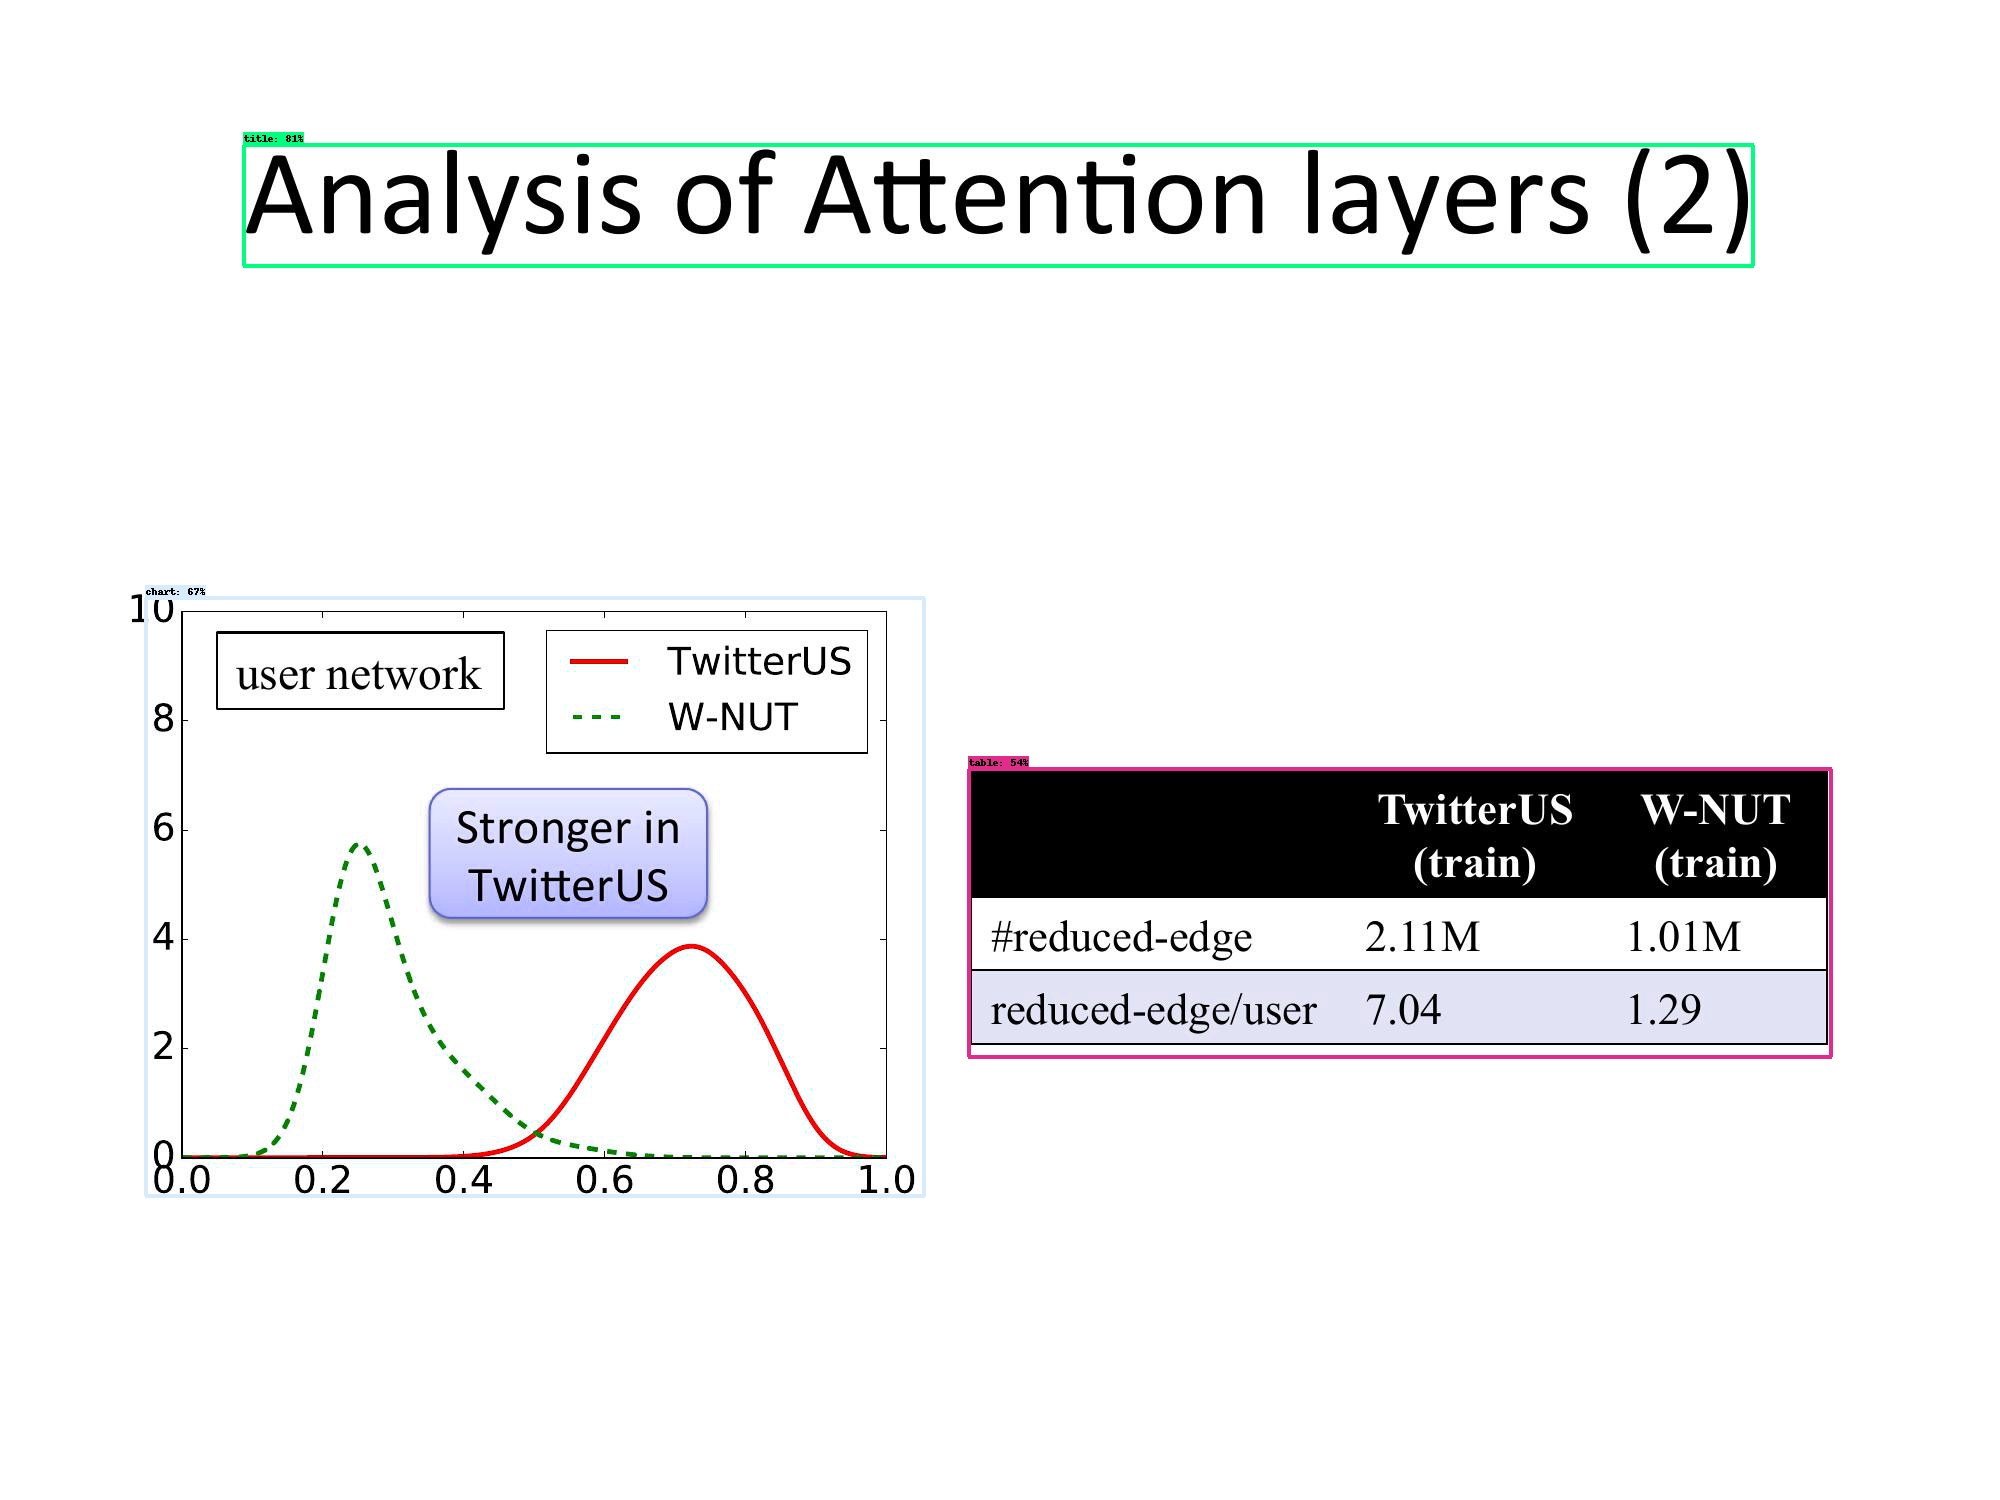 title: 81%
Analysis of Attention layers (2)
chart: 67%
10
8
6
4
2
0
0.0 0.2 0.4 0.6 0.8 1.0
user network
TwitterUS
W-NUT
Stronger in
TwitterUS
table: 54%
TwitterUS W-NUT
(train) (train)
#reduced-edge 2.11M 1.01M
reduced-edge/user 7.04 1.29